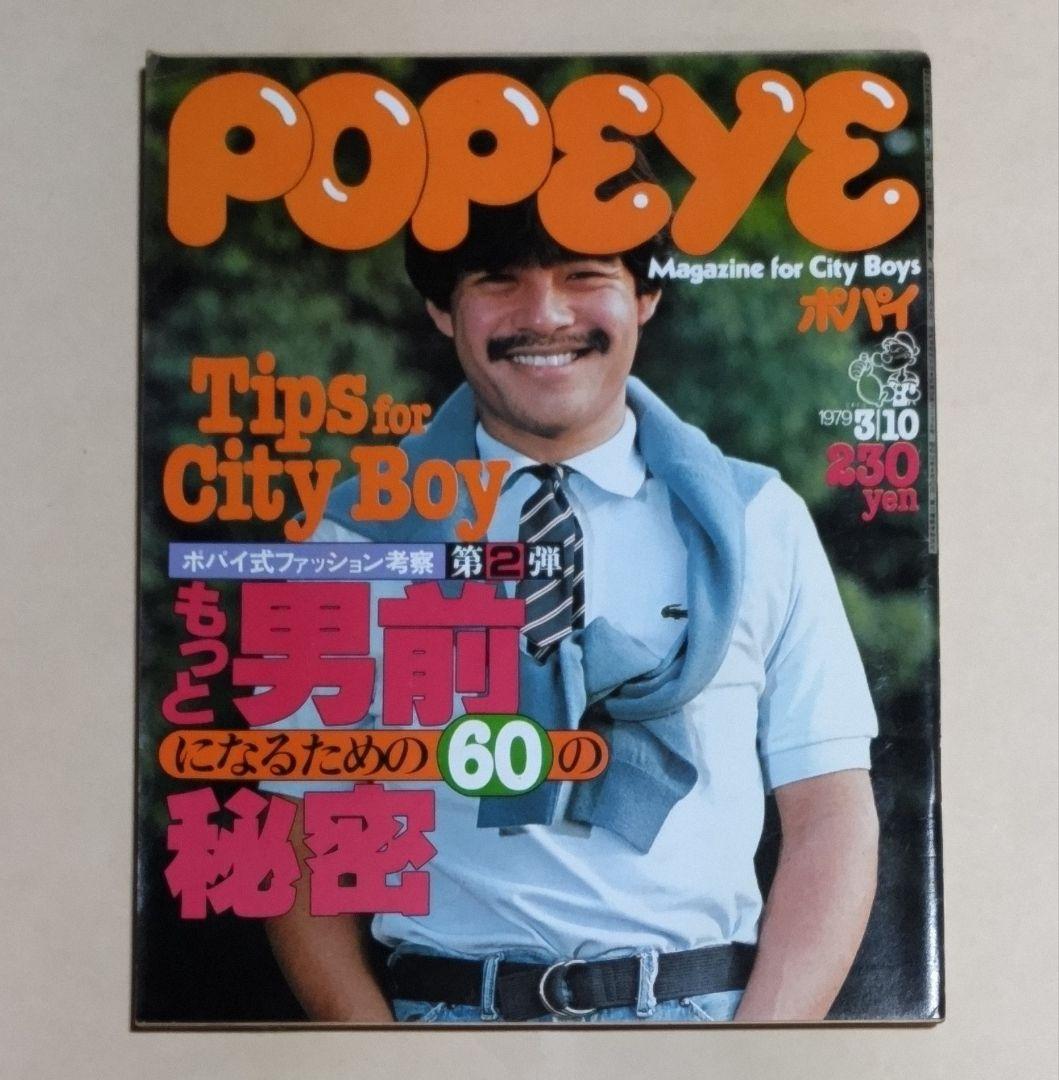 POPEYE
Magazine for City Boys
ポパイ
1979 3|10
230
yen
Tips for
City Boy
ポパイ式ファッション考察 第2弾
もっと男前
になるための60の
秘密